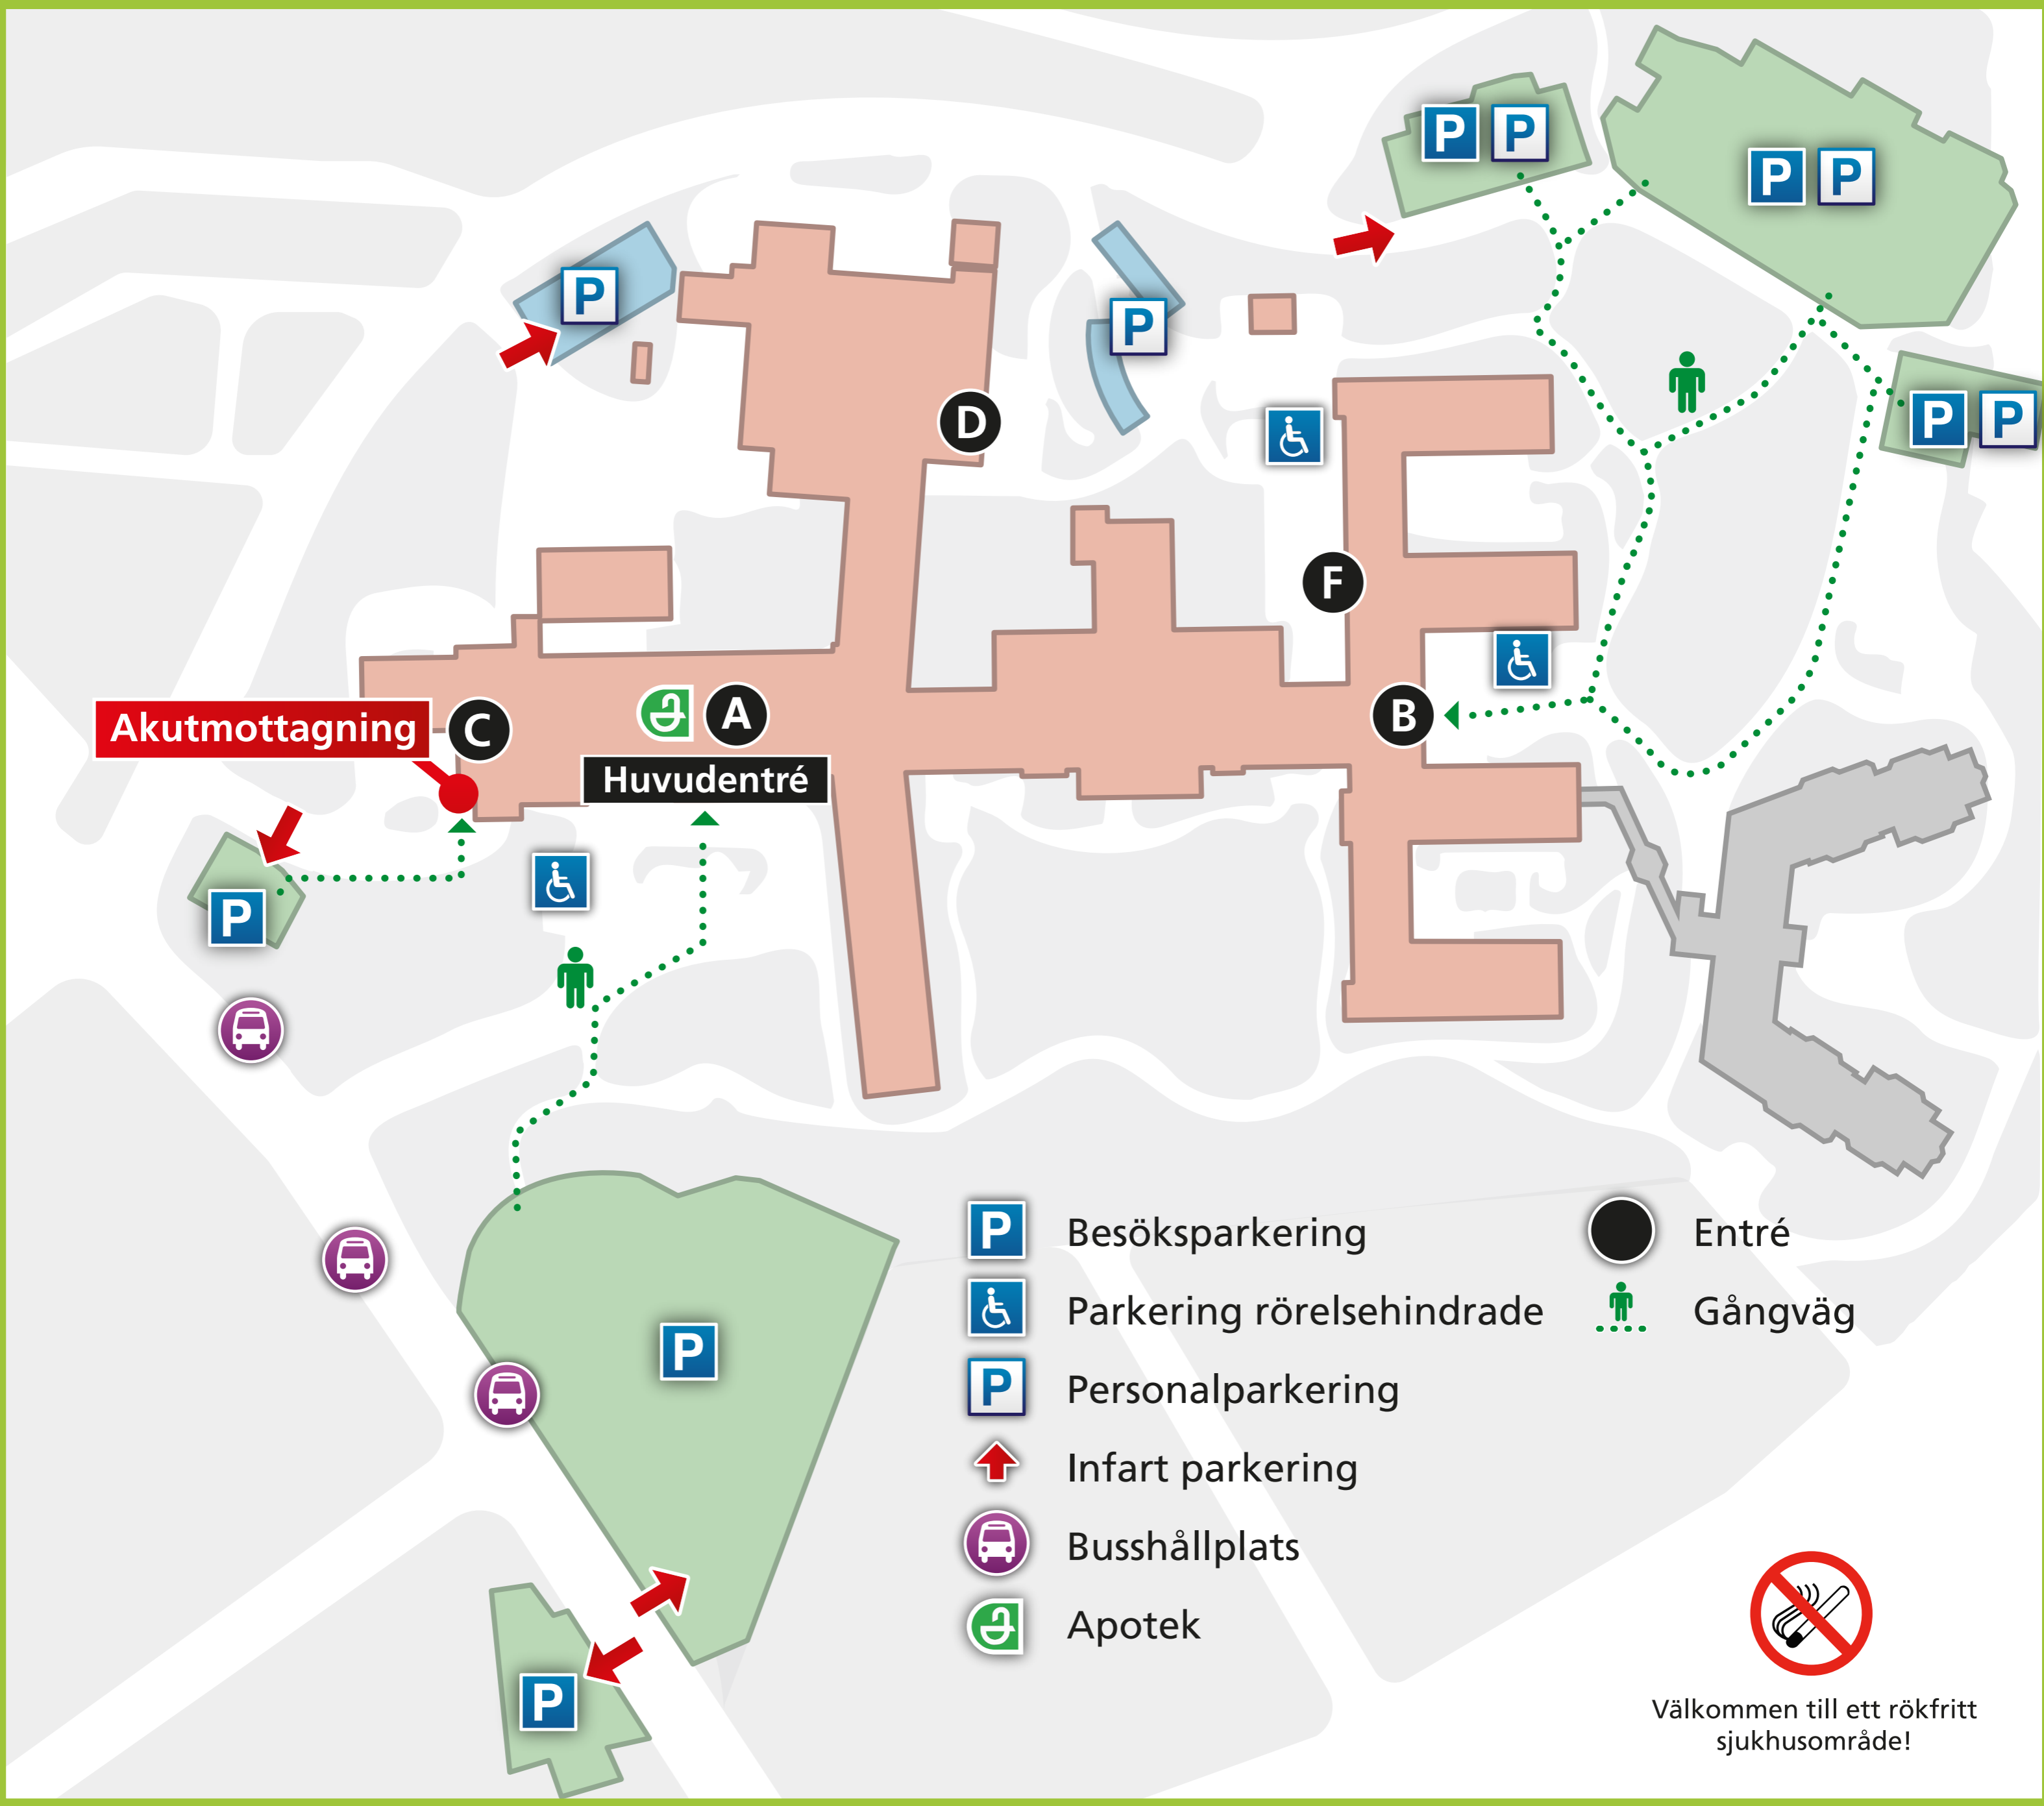 P P
P P
P
P
D
P P
F
A
B
Akutmottagning
C
Huvudentré
P
P
P
P Besöksparkering
Entré
Parkering rörelsehindrade
Gångväg
P Personalparkering
Infart parkering
Busshållplats
Apotek
Välkommen till ett rökfritt
sjukhusområde!